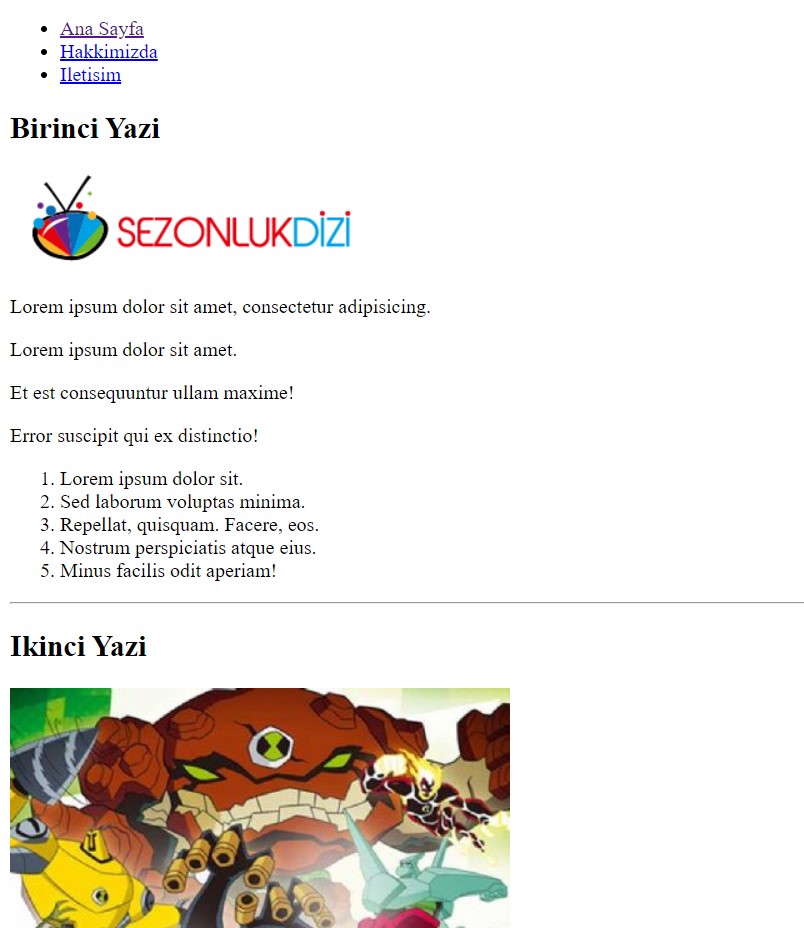 Ana Sayfa
Hakkimizda
Iletisim
Birinci Yazi
SEZONLUKDİZİ
Lorem ipsum dolor sit amet, consectetur adipisicing.
Lorem ipsum dolor sit amet.
Et est consequuntur ullam maxime!
Error suscipit qui ex distinctio!
1. Lorem ipsum dolor sit.
2. Sed laborum voluptas minima.
3. Repellat, quisquam. Facere, eos.
4. Nostrum perspiciatis atque eius.
5. Minus facilis odit aperiam!
Ikinci Yazi